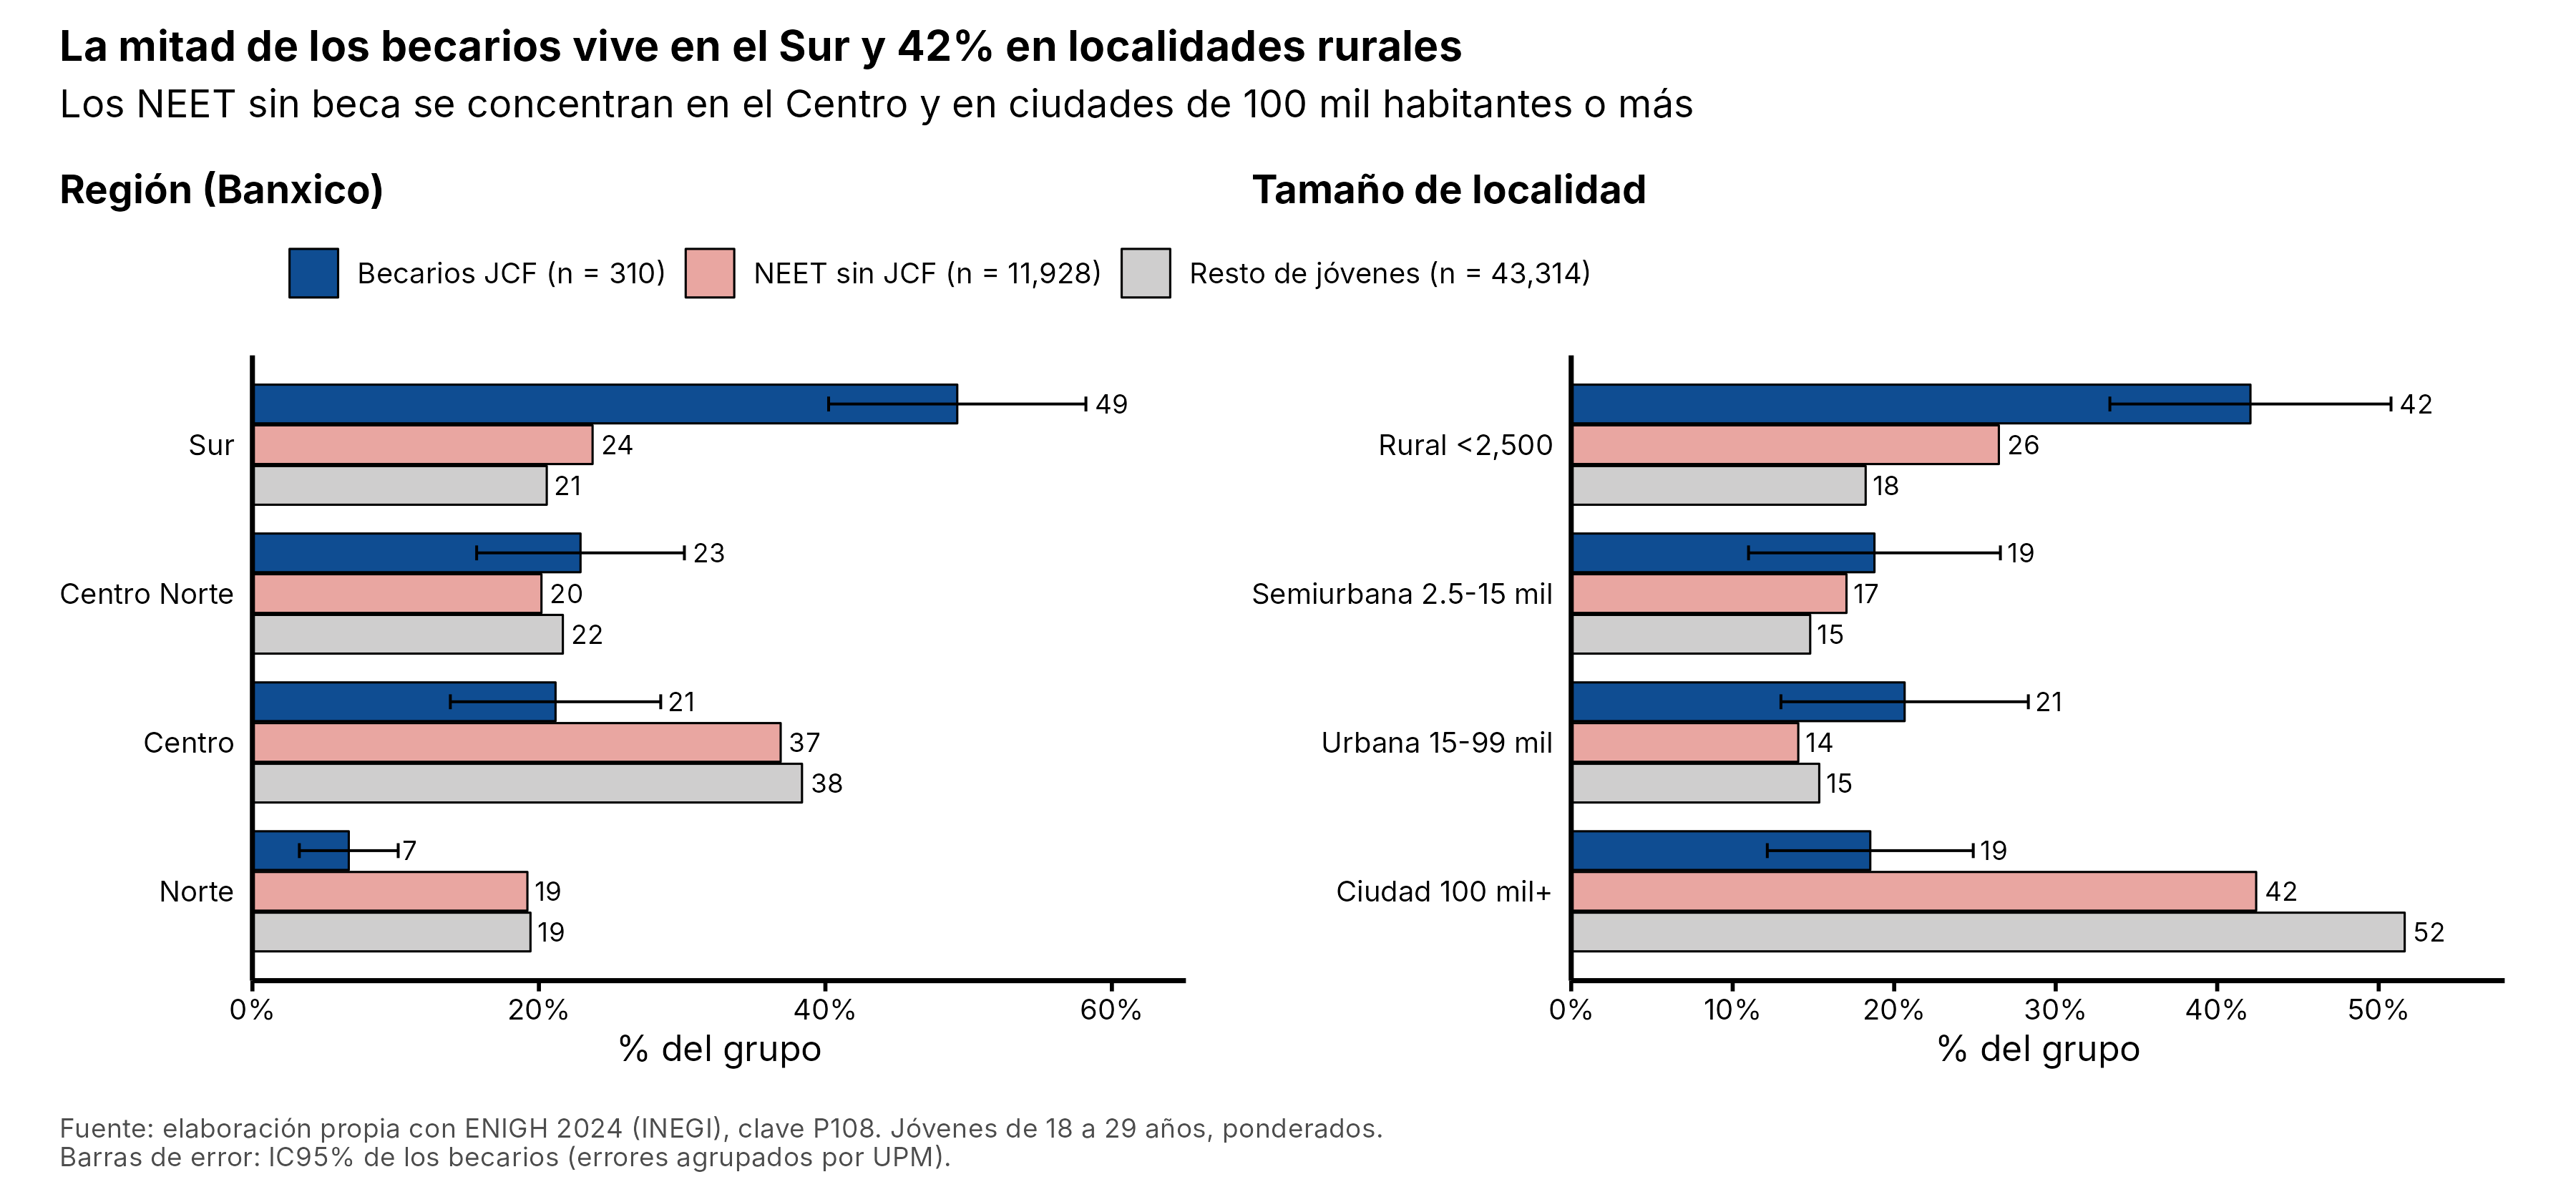 La mitad de los becarios vive en el Sur y 42% en localidades rurales
Los NEET sin beca se concentran en el Centro y en ciudades de 100 mil habitantes o más
Región (Banxico)
Tamaño de localidad
Becarios JCF (n = 310)
NEET sin JCF (n = 11,928)
Resto de jóvenes (n = 43,314)
Sur
49
24
21
Centro Norte
23
20
22
Centro
21
37
38
Norte
7
19
19
0%
20%
40%
60%
% del grupo
Rural <2,500
42
26
18
Semiurbana 2.5-15 mil
19
17
15
Urbana 15-99 mil
21
14
15
Ciudad 100 mil+
19
42
52
0%
10%
20%
30%
40%
50%
% del grupo
Fuente: elaboración propia con ENIGH 2024 (INEGI), clave P108. Jóvenes de 18 a 29 años, ponderados.
Barras de error: IC95% de los becarios (errores agrupados por UPM).